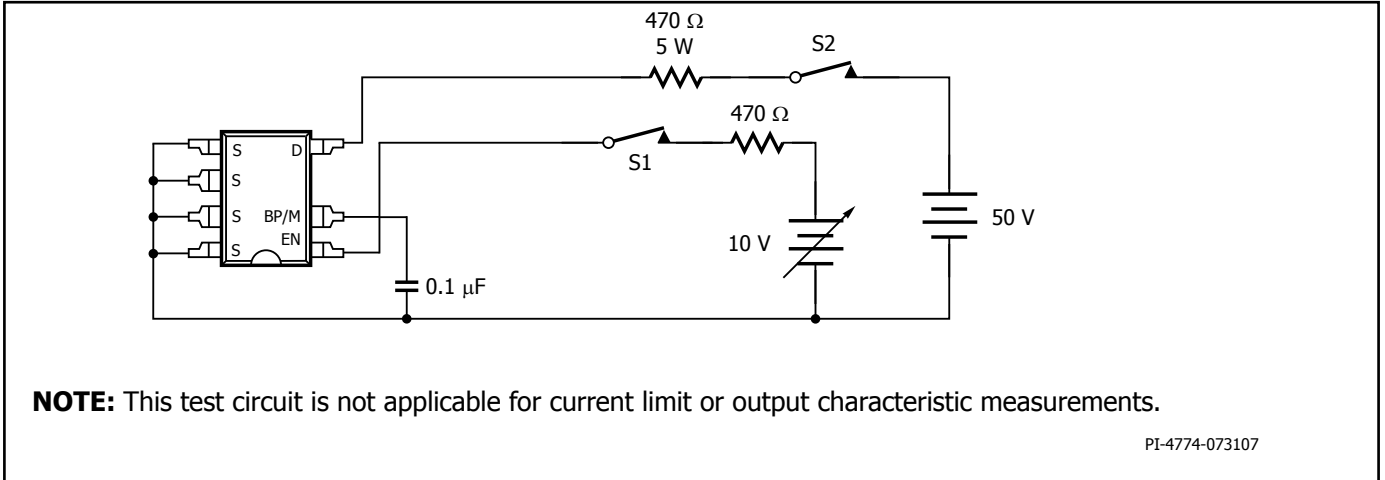 470 Ω
5 W
S2
470 Ω
S1
S D
S
S BP/M
EN
S
50 V
10 V
0.1 μF
NOTE: This test circuit is not applicable for current limit or output characteristic measurements.
PI-4774-073107